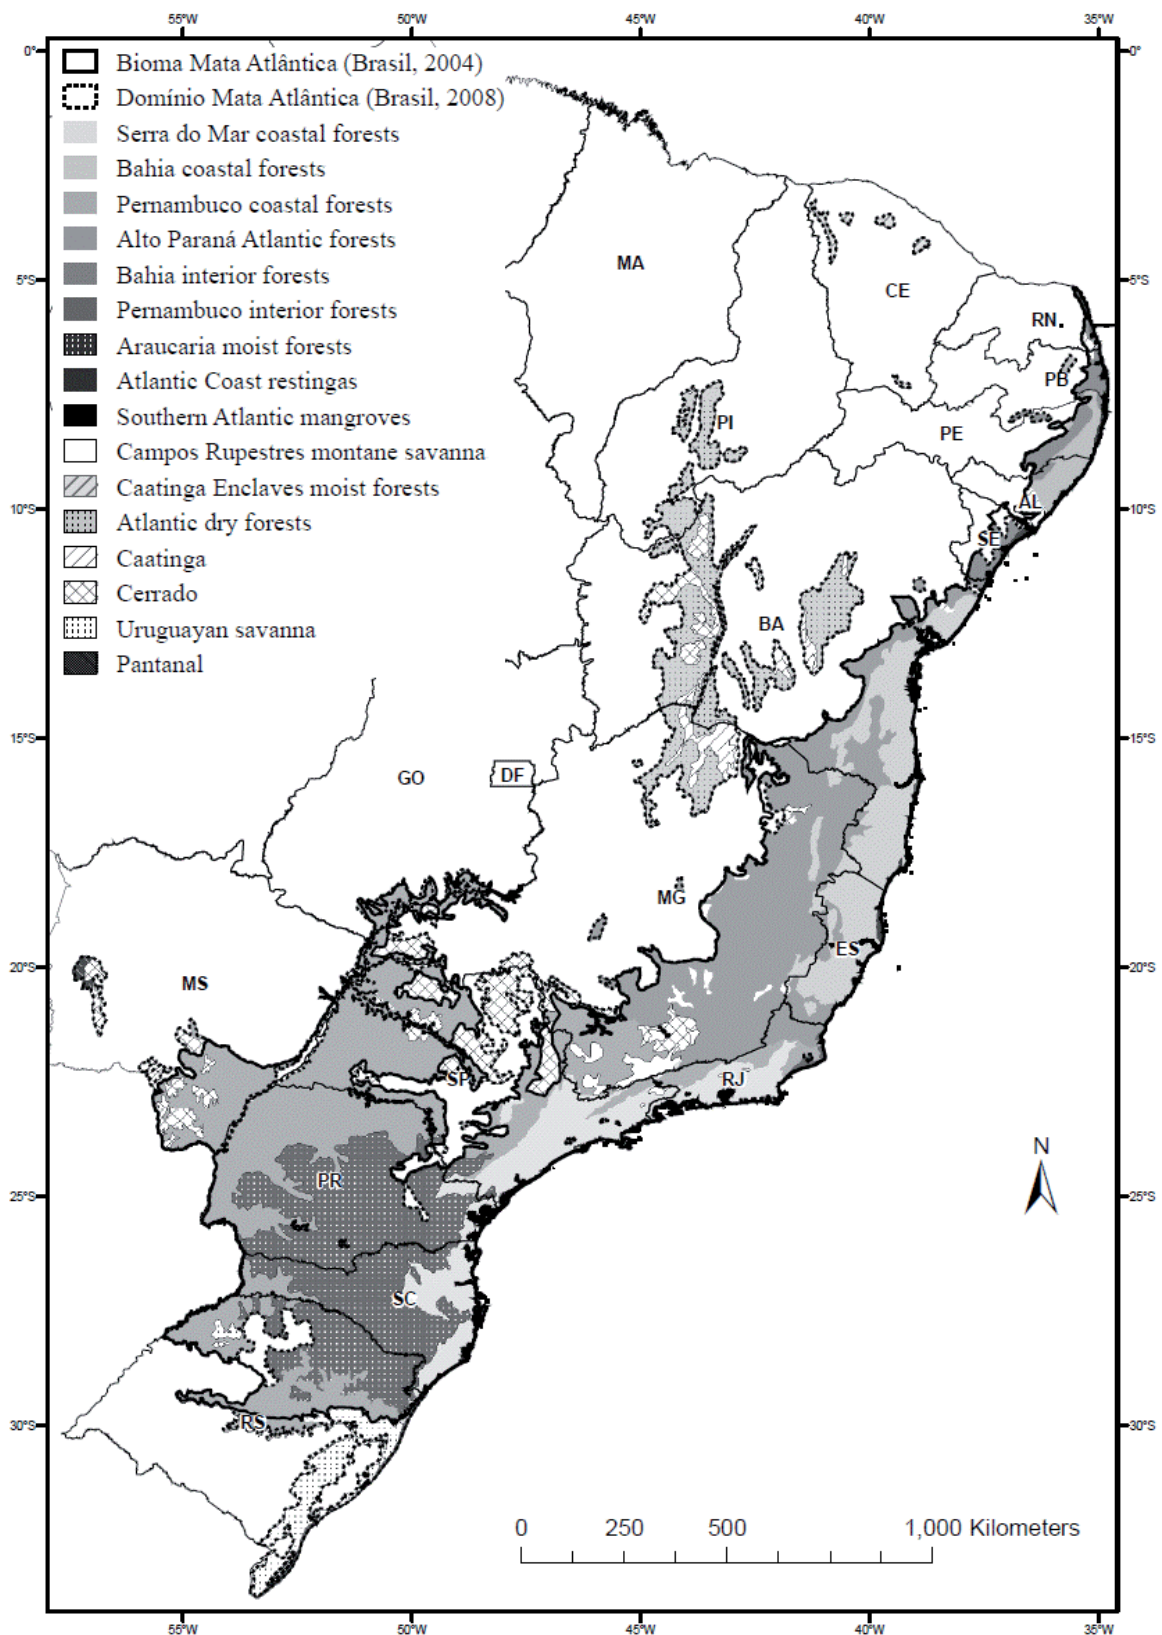 55°W 50°W 45°W 40°W 35°W
0° 0°
Bioma Mata Atlântica (Brasil, 2004)
Domínio Mata Atlântica (Brasil, 2008)
Serra do Mar coastal forests
Bahia coastal forests
Pernambuco coastal forests
Alto Paraná Atlantic forests
Bahia interior forests
Pernambuco interior forests
Araucaria moist forests
Atlantic Coast restingas
Southern Atlantic mangroves
Campos Rupestres montane savanna
Caatinga Enclaves moist forests
Atlantic dry forests
Caatinga
Cerrado
Uruguayan savanna
Pantanal
MA
5°S 5°S
CE
RN
PB
PI
PE
10°S AL 10°S
SE
BA
15°S 15°S
GO DF
MG
ES
20°S 20°S
MS
SP RJ
N
PR
25°S 25°S
SC
RS
30°S 30°S
0 250 500 1,000 Kilometers
55°W 50°W 45°W 40°W 35°W